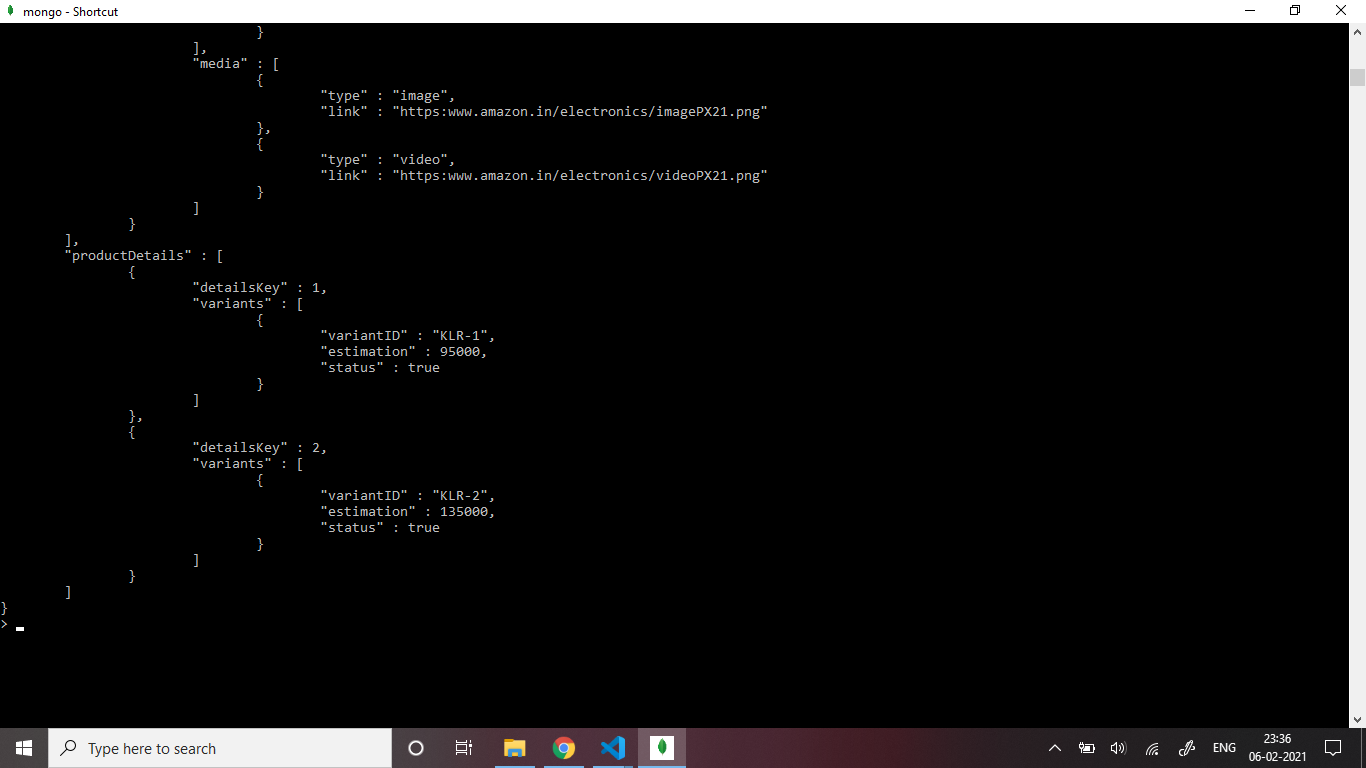 mongo - Shortcut
}
],
"media" : [
{
"type" : "image",
"link" : "https:www.amazon.in/electronics/imagePX21.png"
},
{
"type" : "video",
"link" : "https:www.amazon.in/electronics/videoPX21.png"
}
]
}
],
"productDetails" : [
{
"detailsKey" : 1,
"variants" : [
{
"variantID" : "KLR-1",
"estimation" : 95000,
"status" : true
}
]
},
{
"detailsKey" : 2,
"variants" : [
{
"variantID" : "KLR-2",
"estimation" : 135000,
"status" : true
}
]
}
]
}
>
Type here to search
ENG
23:36
06-02-2021